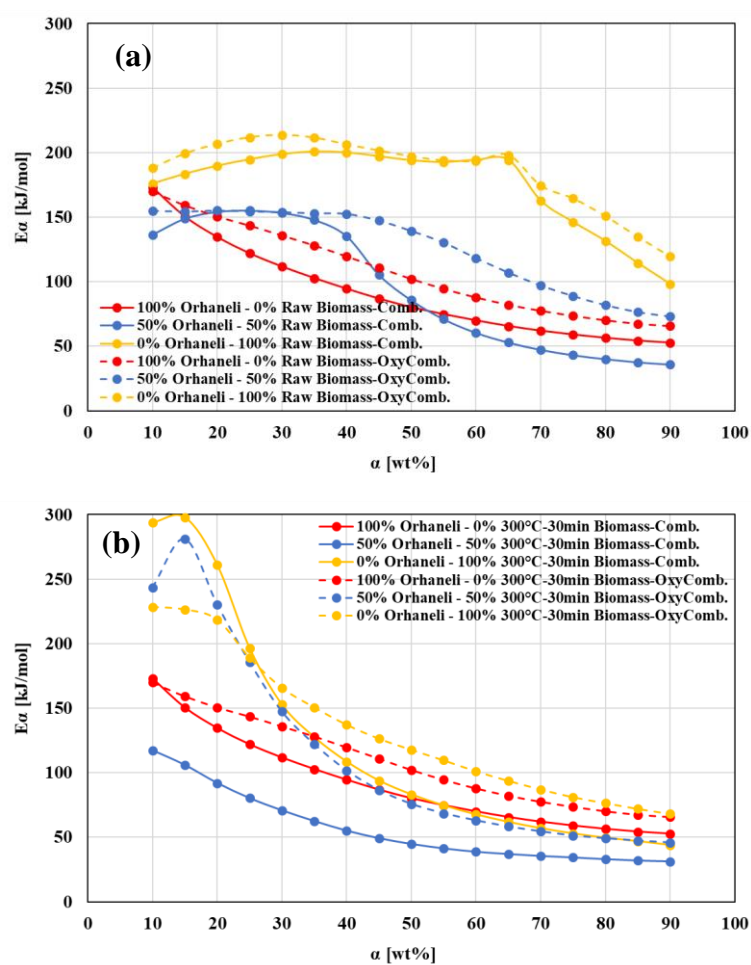 300
(a)
250
200
150
100
50
0
Eα [kJ/mol]
100% Orhaneli - 0% Raw Biomass-Comb.
50% Orhaneli - 50% Raw Biomass-Comb.
0% Orhaneli - 100% Raw Biomass-Comb.
100% Orhaneli - 0% Raw Biomass-OxyComb.
50% Orhaneli - 50% Raw Biomass-OxyComb.
0% Orhaneli - 100% Raw Biomass-OxyComb.
0 10 20 30 40 50 60 70 80 90 100
α [wt%]
300
(b)
250
200
150
100
50
0
Eα [kJ/mol]
100% Orhaneli - 0% 300°C-30min Biomass-Comb.
50% Orhaneli - 50% 300°C-30min Biomass-Comb.
0% Orhaneli - 100% 300°C-30min Biomass-Comb.
100% Orhaneli - 0% 300°C-30min Biomass-OxyComb.
50% Orhaneli - 50% 300°C-30min Biomass-OxyComb.
0% Orhaneli - 100% 300°C-30min Biomass-OxyComb.
0 10 20 30 40 50 60 70 80 90 100
α [wt%]